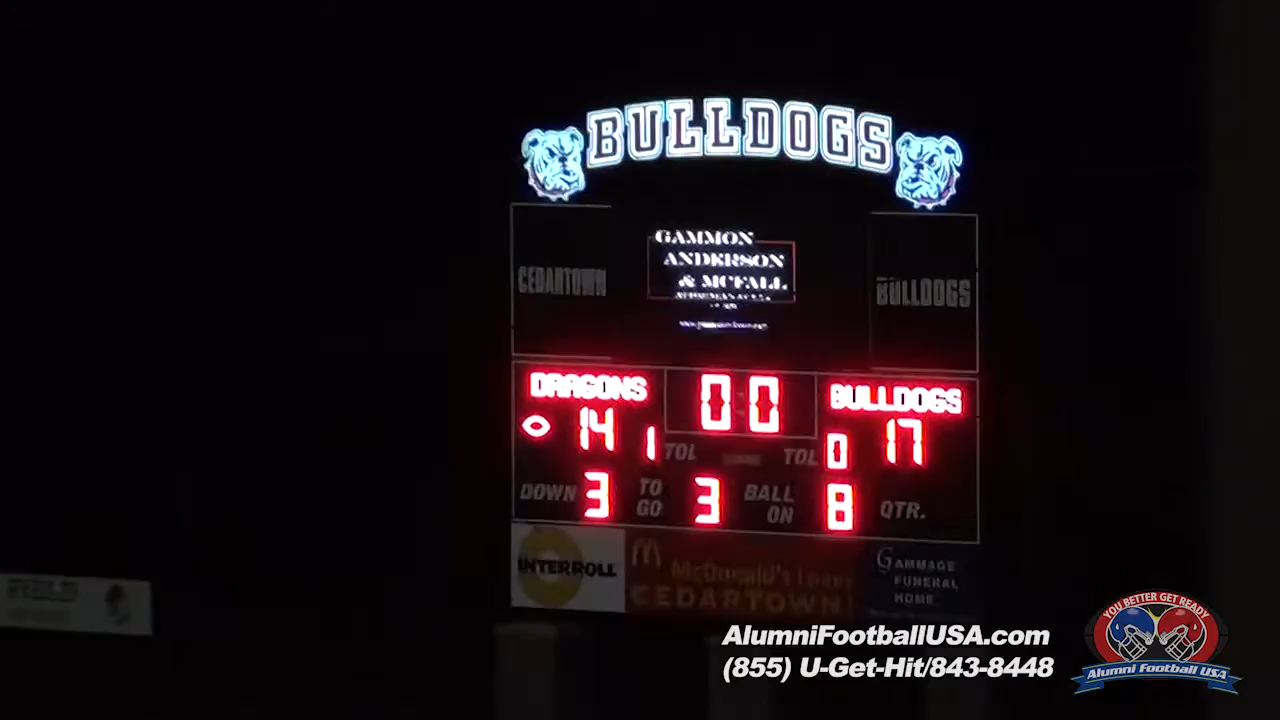 BULLDOGS
GAMMON
ANDERSON
& MCFALL
CEDARTOWN
BULLDOGS
DRAGONS 00 BULLDOGS
14 1 TOL TOL 0 17
DOWN 3 TO GO 3 BALL ON 8 QTR.
INTERROLL
McDonald's Loves
CEDARTOWN!
GAMMAGE
FUNERAL
HOME
AlumniFootballUSA.com
(855) U-Get-Hit/843-8448
YOU BETTER GET READY
Alumni Football USA